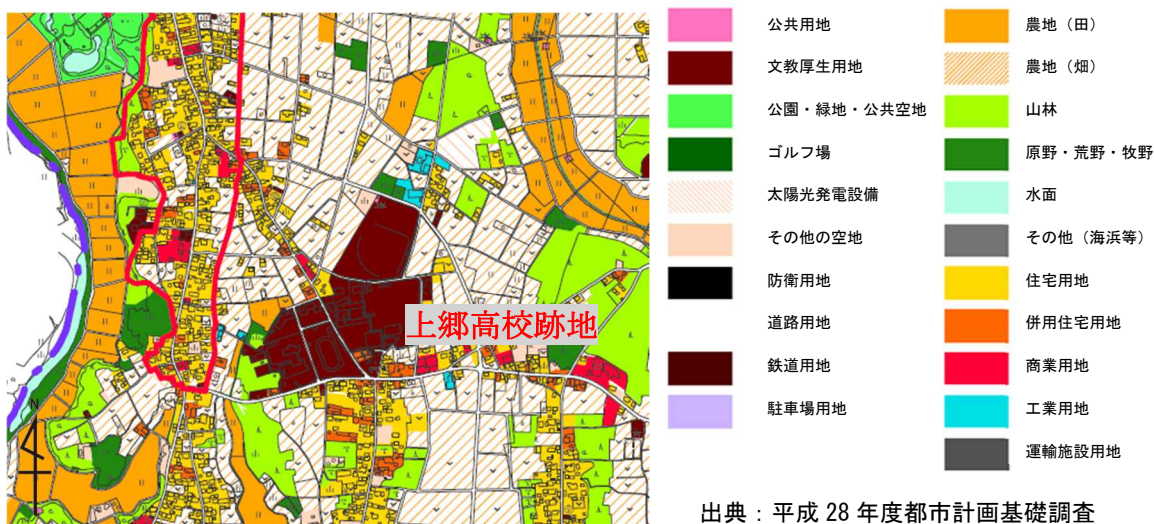 上郷高校跡地
N
公共用地
文教厚生用地
公園・緑地・公共空地
ゴルフ場
太陽光発電設備
その他の空地
防衛用地
道路用地
鉄道用地
駐車場用地
農地(田)
農地(畑)
山林
原野・荒野・牧野
水面
その他(海浜等)
住宅用地
併用住宅用地
商業用地
工業用地
運輸施設用地
出典:平成 28 年度都市計画基礎調査